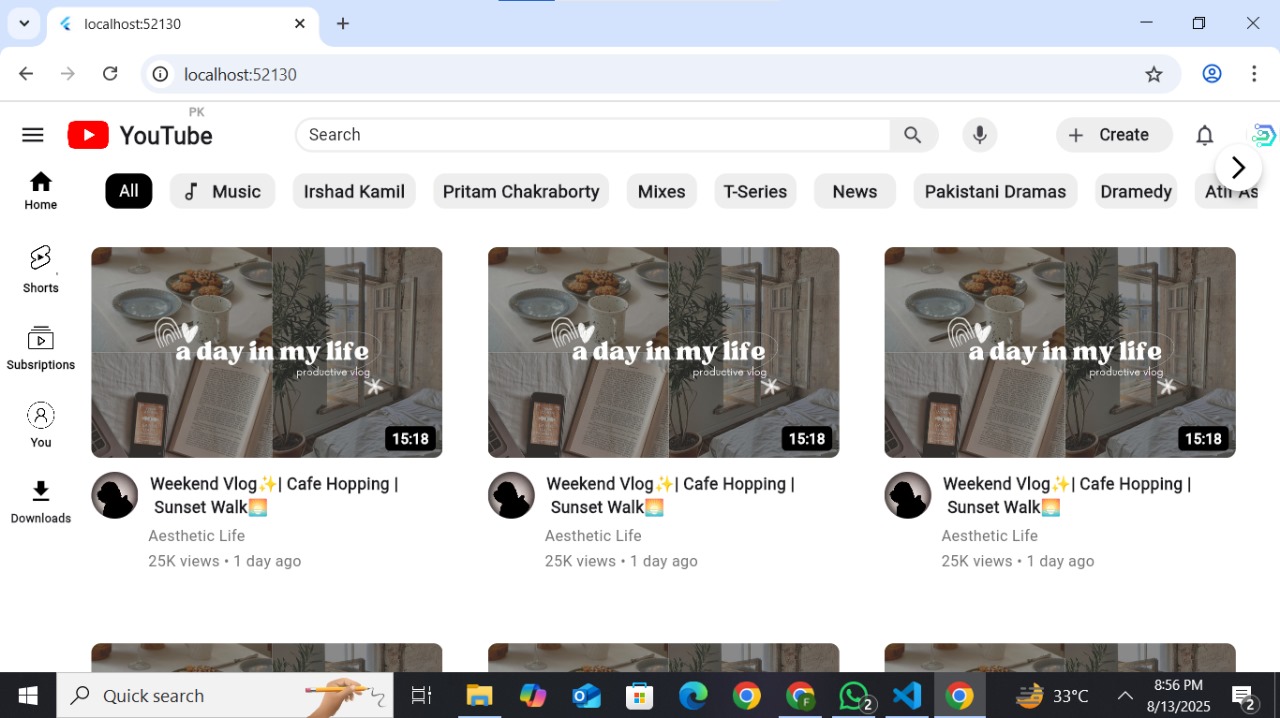 localhost:52130
localhost:52130
PK
YouTube
Search
Create
Home
All
Music
Irshad Kamil
Pritam Chakraborty
Mixes
T-Series
News
Pakistani Dramas
Dramedy
Atif As
Shorts
Subsriptions
You
Downloads
a day in my life
productive vlog
15:18
a day in my life
productive vlog
15:18
a day in my life
productive vlog
15:18
Weekend Vlog✨| Cafe Hopping |
Sunset Walk🌅
Aesthetic Life
25K views • 1 day ago
Weekend Vlog✨| Cafe Hopping |
Sunset Walk🌅
Aesthetic Life
25K views • 1 day ago
Weekend Vlog✨| Cafe Hopping |
Sunset Walk🌅
Aesthetic Life
25K views • 1 day ago
Quick search
F
2
33°C
8:56 PM
8/13/2025
2